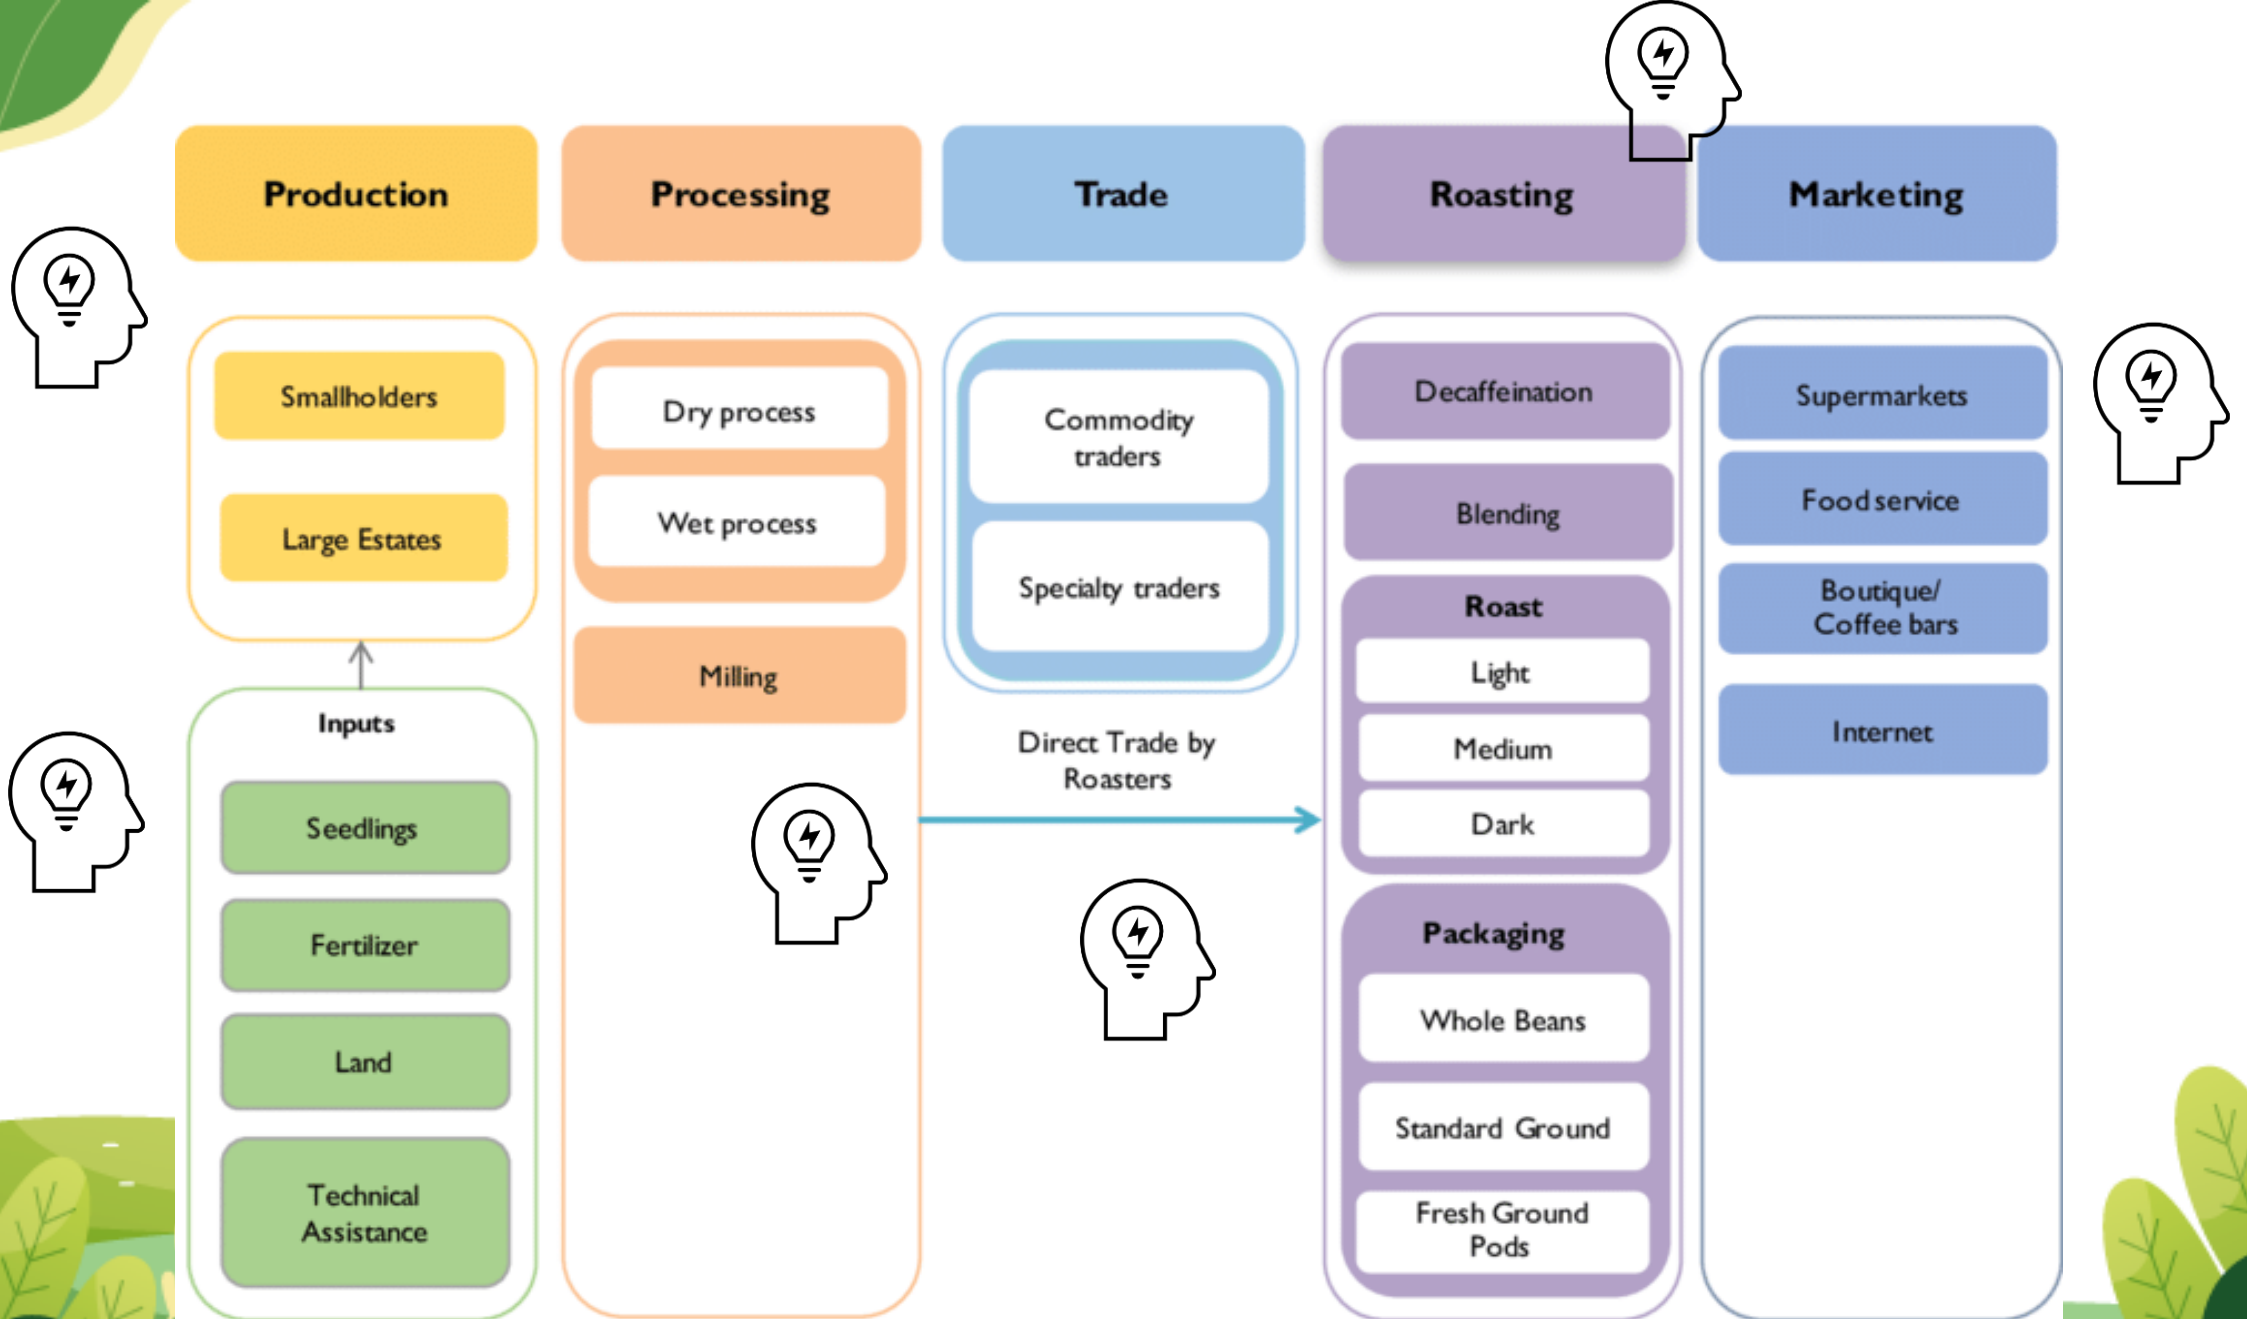 Production
Processing
Trade
Roasting
Marketing
Smallholders
Large Estates
Inputs
Seedlings
Fertilizer
Land
Technical
Assistance
Dry process
Wet process
Milling
Commodity
traders
Specialty traders
Direct Trade by
Roasters
Decaffeination
Blending
Roast
Light
Medium
Dark
Packaging
Whole Beans
Standard Ground
Fresh Ground
Pods
Supermarkets
Food service
Boutique/
Coffee bars
Internet